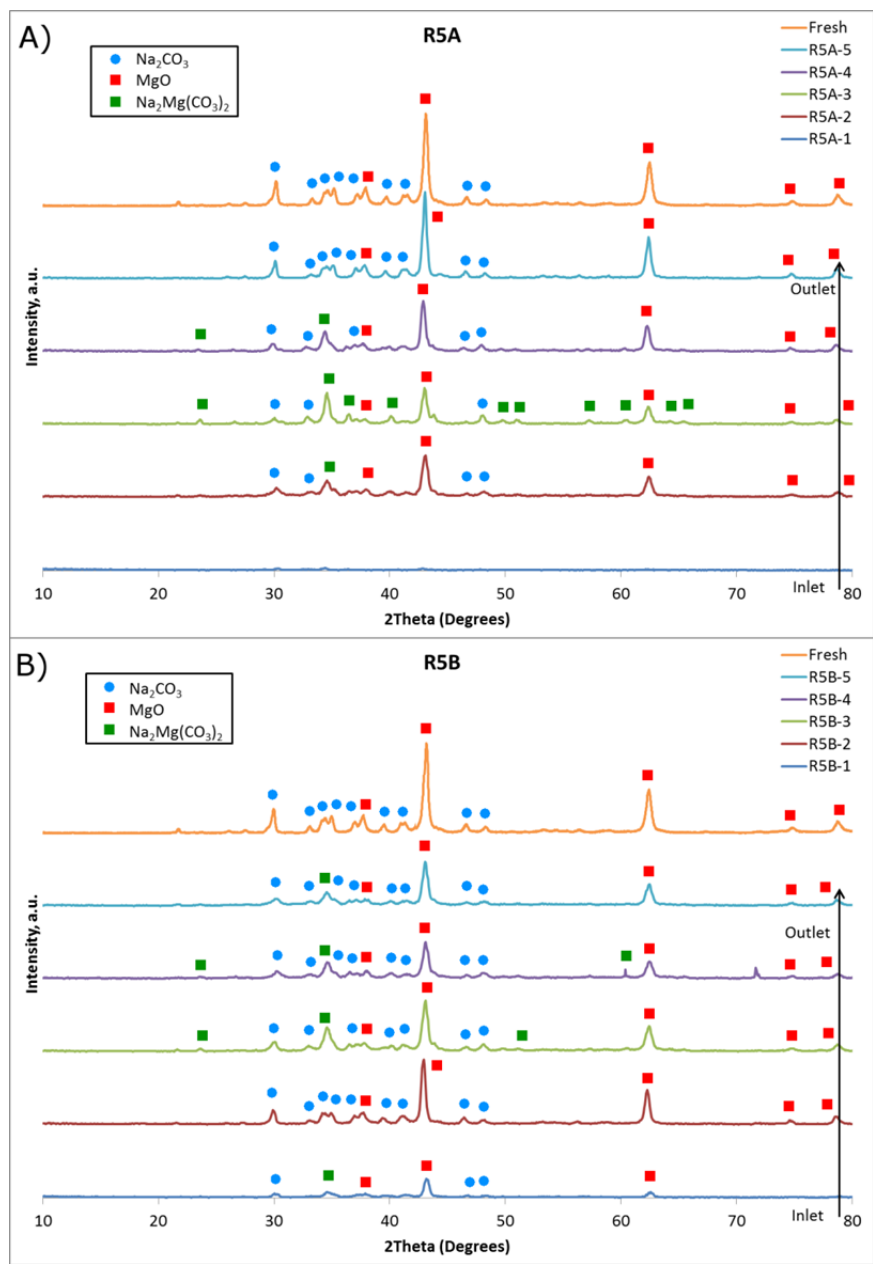 A)
R5A
Na₂CO₃
MgO
Na₂Mg(CO₃)₂
Fresh
R5A-5
R5A-4
R5A-3
R5A-2
R5A-1
Intensity, a.u.
Outlet
Inlet
10 20 30 40 50 60 70 80
2Theta (Degrees)
B)
R5B
Na₂CO₃
MgO
Na₂Mg(CO₃)₂
Fresh
R5B-5
R5B-4
R5B-3
R5B-2
R5B-1
Intensity, a.u.
Outlet
Inlet
10 20 30 40 50 60 70 80
2Theta (Degrees)